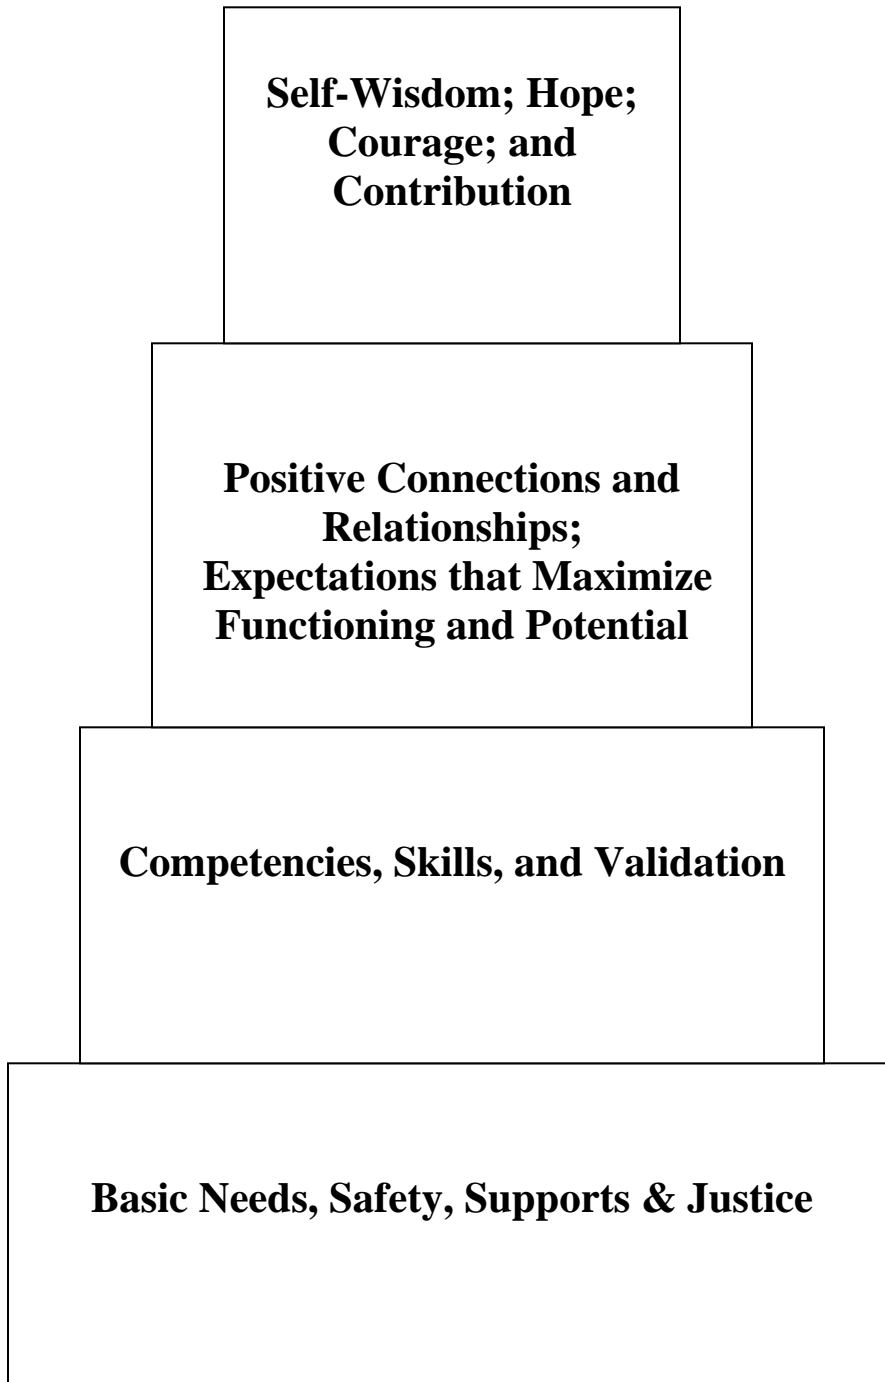 Self-Wisdom; Hope;
Courage; and
Contribution
Positive Connections and
Relationships;
Expectations that Maximize
Functioning and Potential
Competencies, Skills, and Validation
Basic Needs, Safety, Supports & Justice